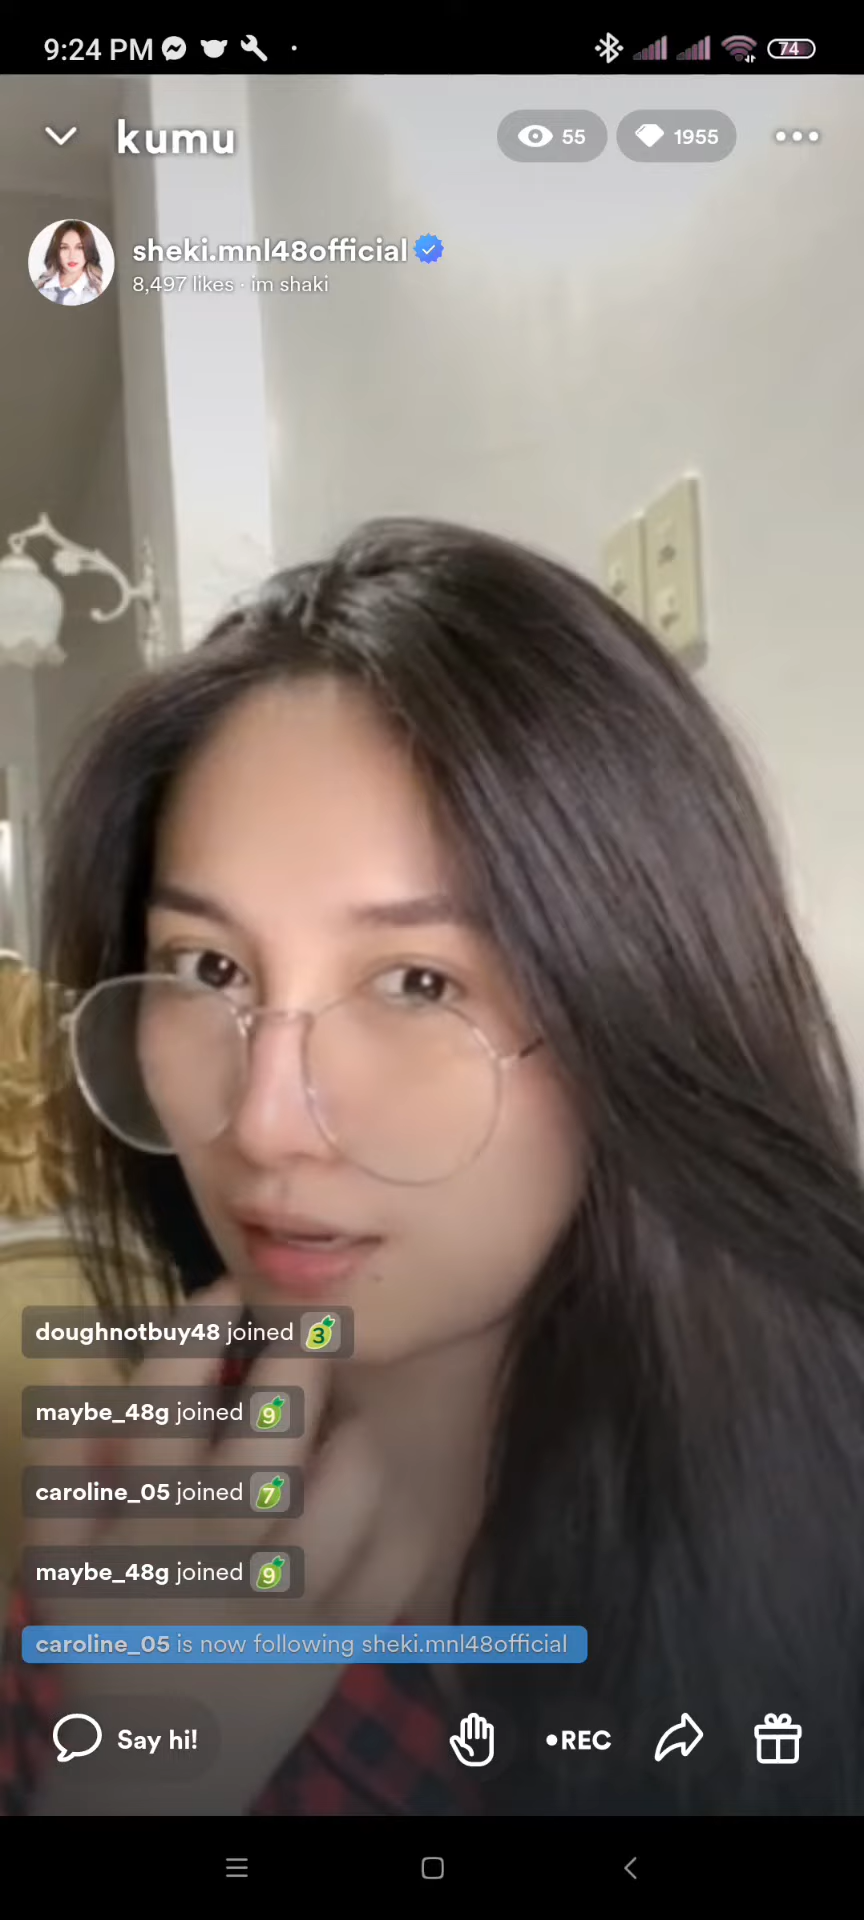 9:24 PM
74
kumu
55
1955
sheki.mnl48official
8,497 likes · im shaki
doughnotbuy48 joined 3
maybe_48g joined 9
caroline_05 joined 7
maybe_48g joined 9
caroline_05 is now following sheki.mnl48official
Say hi!
•REC